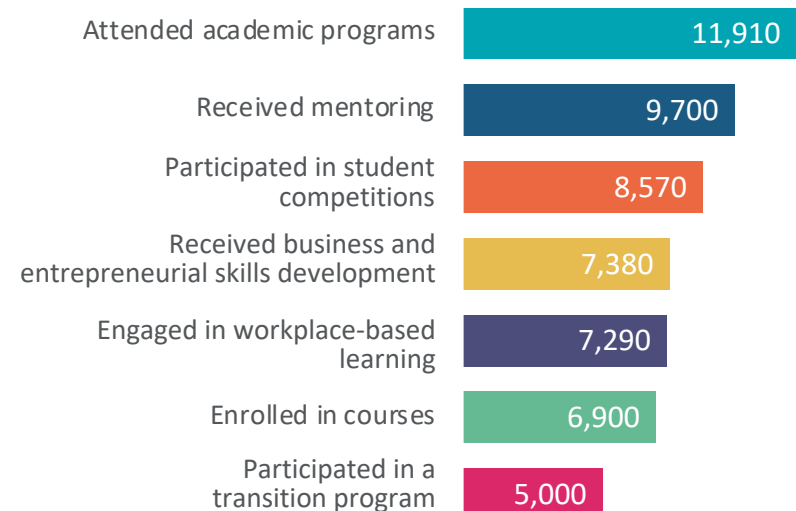 Attended academic programs
11,910
Received mentoring
9,700
Participated in student
competitions
8,570
Received business and
entrepreneurial skills development
7,380
Engaged in workplace-based
learning
7,290
Enrolled in courses
6,900
Participated in a
transition program
5,000